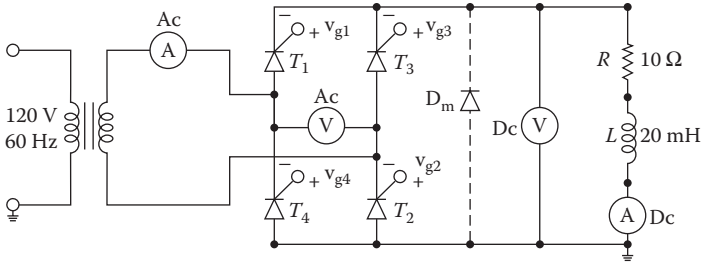 Ac
A
− + v_g1
T_1
− + v_g3
T_3
120 V
60 Hz
Ac
V
D_m
Dc V
R 10 Ω
L 20 mH
− + v_g4
T_4
− + v_g2
T_2
A Dc